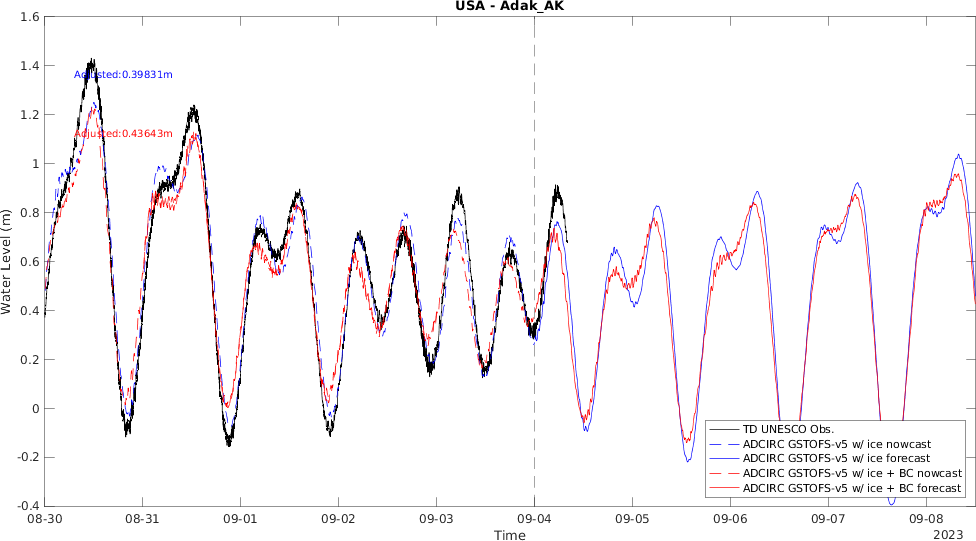 USA - Adak_AK
1.6
1.4
1.2
1
0.8
0.6
0.4
0.2
0
-0.2
-0.4
Water Level (m)
Adjusted:0.39831m
Adjusted:0.43643m
TD UNESCO Obs.
ADCIRC GSTOFS-v5 w/ ice nowcast
ADCIRC GSTOFS-v5 w/ ice forecast
ADCIRC GSTOFS-v5 w/ ice + BC nowcast
ADCIRC GSTOFS-v5 w/ ice + BC forecast
08-30 08-31 09-01 09-02 09-03 09-04 09-05 09-06 09-07 09-08
Time
2023